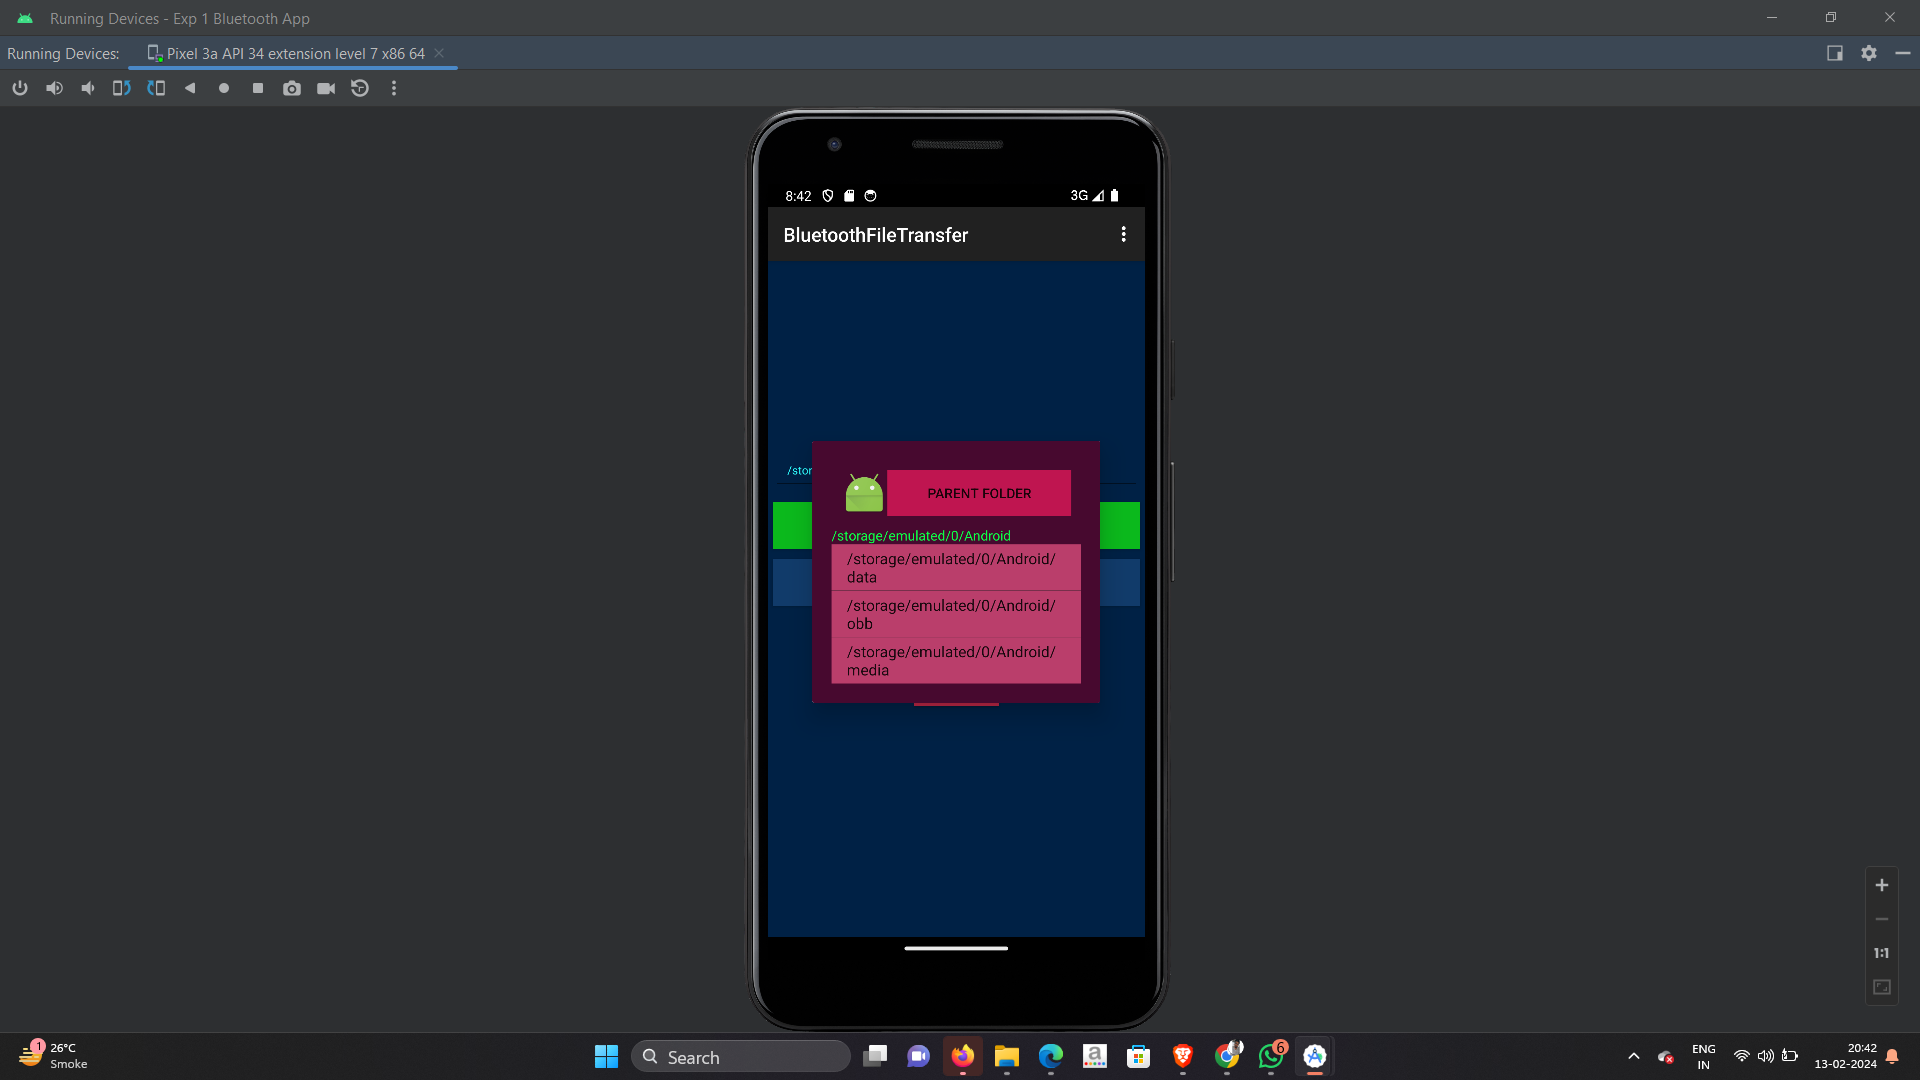 Running Devices - Exp 1 Bluetooth App
Running Devices:
Pixel 3a API 34 extension level 7 x86 64
8:42
3G
BluetoothFileTransfer
/stor
PARENT FOLDER
/storage/emulated/0/Android
/storage/emulated/0/Android/
data
/storage/emulated/0/Android/
obb
/storage/emulated/0/Android/
media
1:1
1
26°C
Smoke
Search
a
6
ENG
IN
20:42
13-02-2024